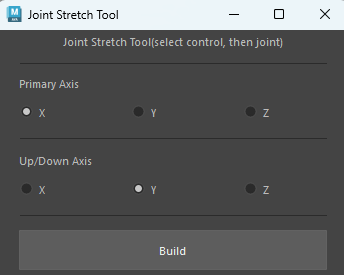 Joint Stretch Tool
Joint Stretch Tool(select control, then joint)
Primary Axis
X Y Z
Up/Down Axis
X Y Z
Build